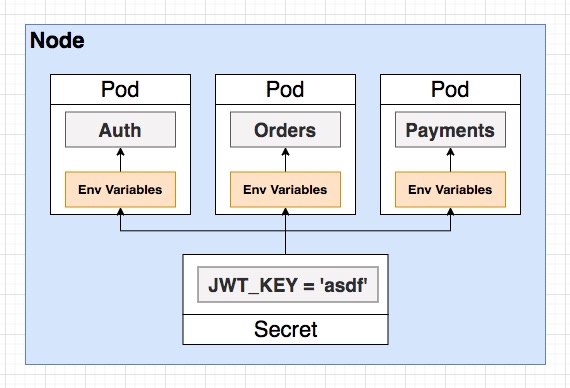 Node
Pod
Pod
Pod
Auth
Orders
Payments
Env Variables
Env Variables
Env Variables
JWT_KEY = 'asdf'
Secret